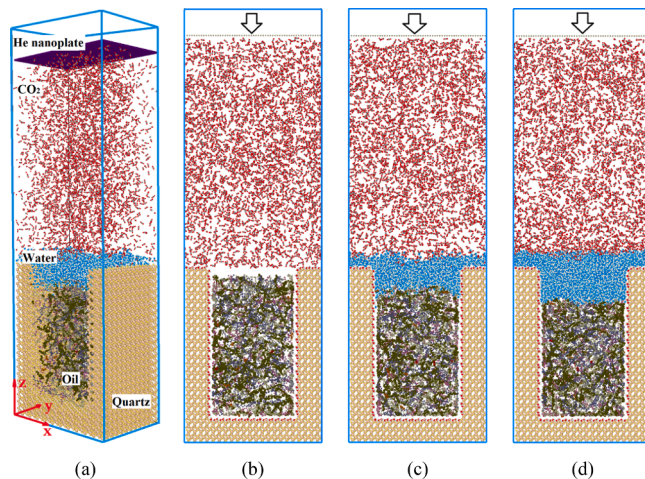 He nanoplate
CO₂
Water
Oil
Quartz
z
y
x
(a) (b) (c) (d)